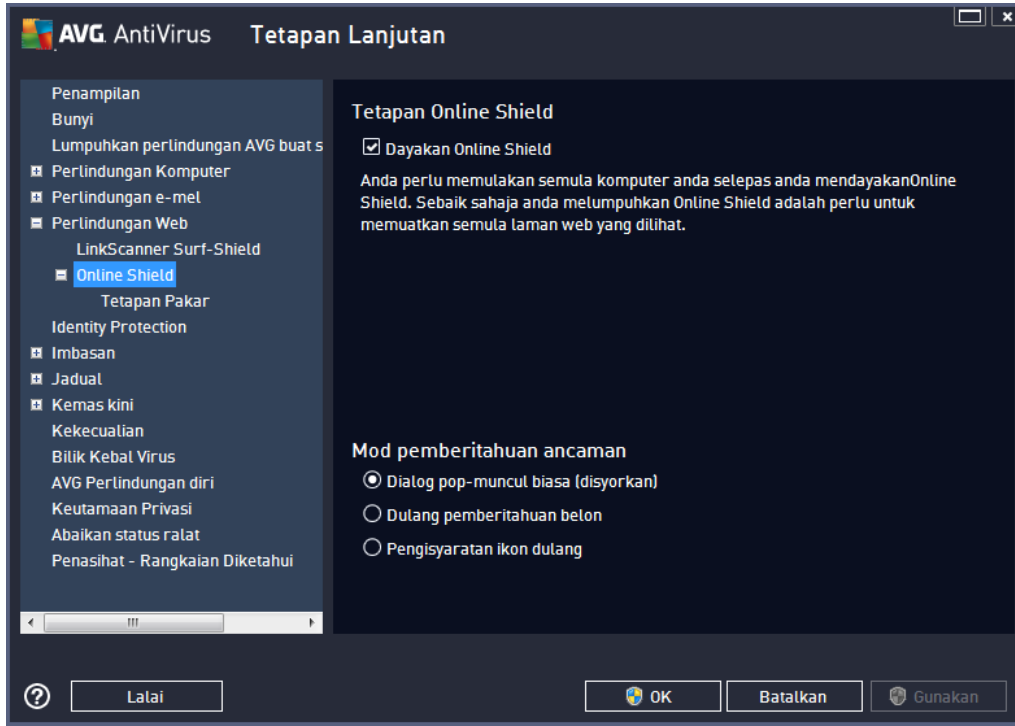 AVG AntiVirus Tetapan Lanjutan
Penampilan
Bunyi
Lumpuhkan perlindungan AVG buat s
Perlindungan Komputer
Perlindungan e-mel
Perlindungan Web
LinkScanner Surf-Shield
Online Shield
Tetapan Pakar
Identity Protection
Imbasan
Jadual
Kemas kini
Kekecualian
Bilik Kebal Virus
AVG Perlindungan diri
Keutamaan Privasi
Abaikan status ralat
Penasihat - Rangkaian Diketahui
Tetapan Online Shield
Dayakan Online Shield
Anda perlu memulakan semula komputer anda selepas anda mendayakanOnline
Shield. Sebaik sahaja anda melumpuhkan Online Shield adalah perlu untuk
memuatkan semula laman web yang dilihat.
Mod pemberitahuan ancaman
Dialog pop-muncul biasa (disyorkan)
Dulang pemberitahuan belon
Pengisyaratan ikon dulang
Lalai
OK
Batalkan
Gunakan